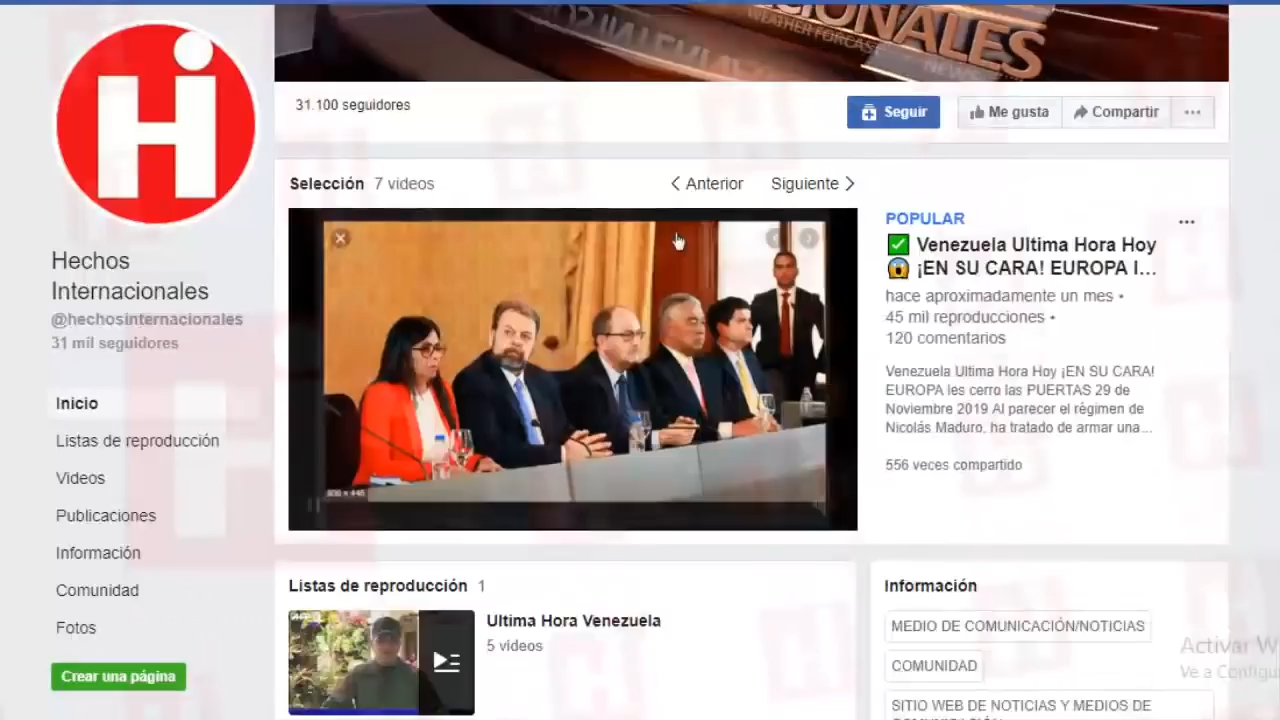 CIONALES
WEATHER FORCAST
NEWS
31.100 seguidores
Seguir
Me gusta
Compartir
Selección 7 videos
Anterior
Siguiente
POPULAR
Venezuela Ultima Hora Hoy
¡EN SU CARA! EUROPA l...
hace aproximadamente un mes •
45 mil reproducciones •
120 comentarios
Venezuela Ultima Hora Hoy ¡EN SU CARA!
EUROPA les cerro las PUERTAS 29 de
Noviembre 2019 Al parecer el régimen de
Nicolás Maduro, ha tratado de armar una...
556 veces compartido
Hechos
Internacionales
@hechosinternacionales
31 mil seguidores
Inicio
Listas de reproducción
Videos
Publicaciones
Información
Comunidad
Fotos
Crear una página
Listas de reproducción 1
Ultima Hora Venezuela
5 videos
Información
MEDIO DE COMUNICACIÓN/NOTICIAS
COMUNIDAD
SITIO WEB DE NOTICIAS Y MEDIOS DE
Activar W
Ve a Configu